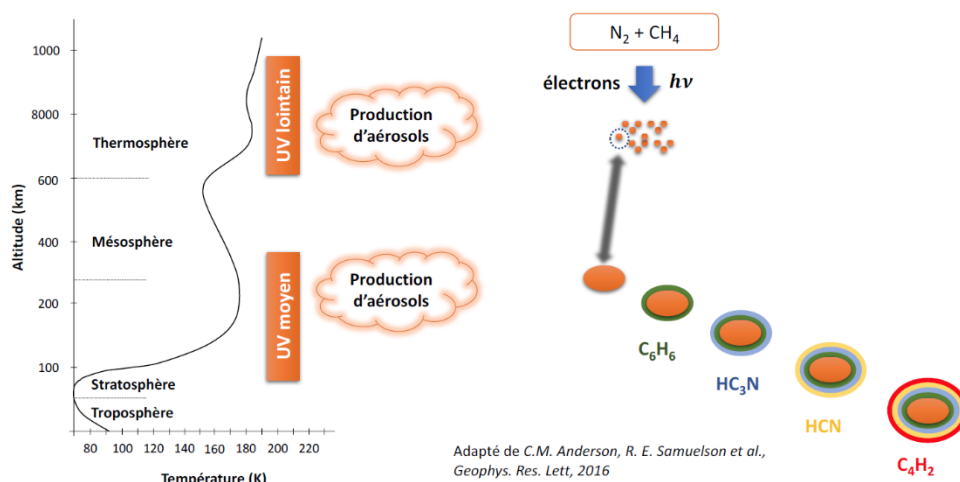 Altitude (km)
1000
8000
600
400
200
100
Thermosphère
Mésosphère
Stratosphère
Troposphère
80 100 120 140 160 180 200 220
Température (K)
UV lointain
Production
d'aérosols
UV moyen
Production
d'aérosols
N₂ + CH₄
électrons hν
C₆H₆
HC₃N
HCN
C₄H₂
Adapté de C.M. Anderson, R. E. Samuelson et al.,
Geophys. Res. Lett, 2016